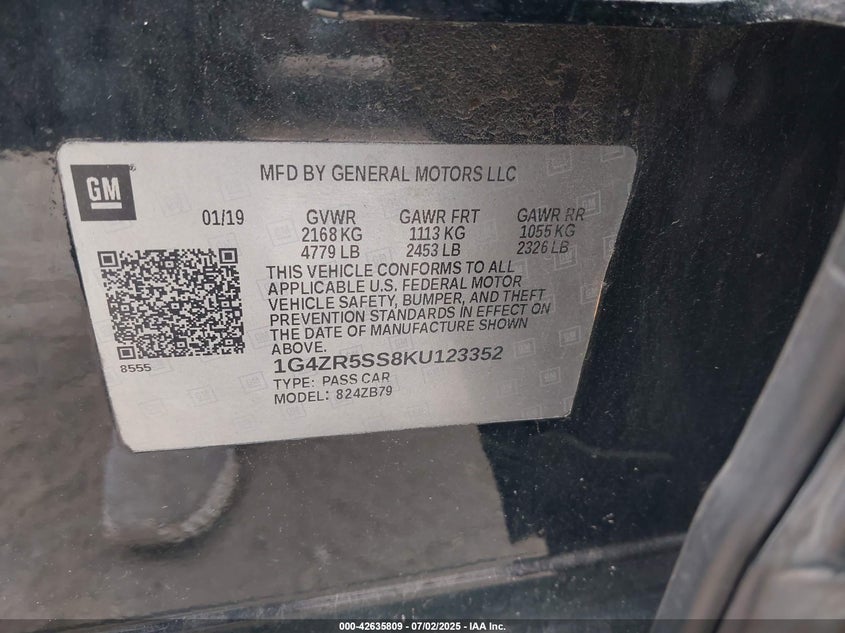 GM
MFD BY GENERAL MOTORS LLC
01/19 GVWR GAWR FRT GAWR RR
2168 KG 1113 KG 1055 KG
4779 LB 2453 LB 2326 LB
THIS VEHICLE CONFORMS TO ALL
APPLICABLE U.S. FEDERAL MOTOR
VEHICLE SAFETY, BUMPER, AND THEFT
PREVENTION STANDARDS IN EFFECT ON
THE DATE OF MANUFACTURE SHOWN
ABOVE.
8555
1G4ZR5SS8KU123352
TYPE: PASS CAR
MODEL: 824ZB79
000-42635809 - 07/02/2025 - IAA Inc.